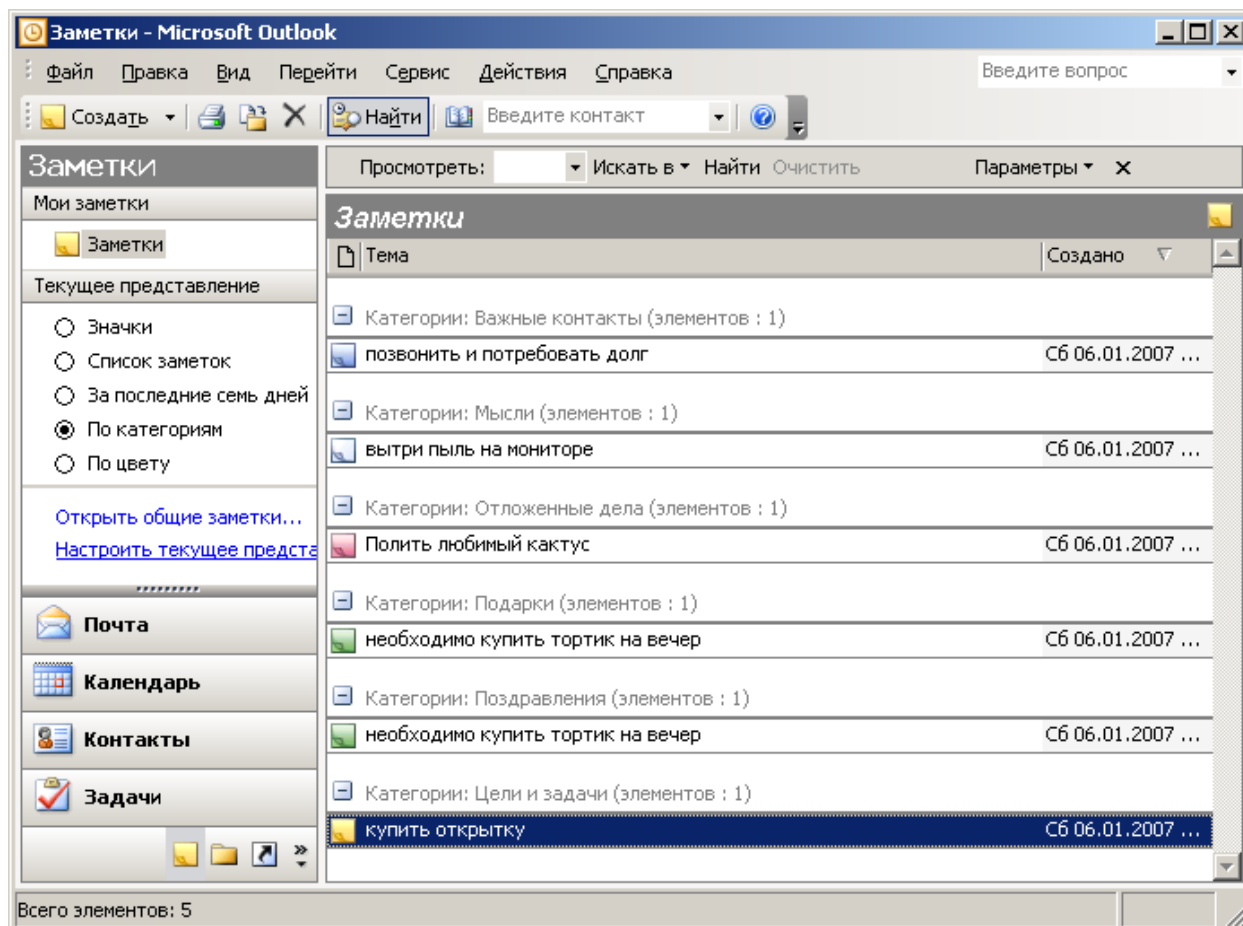 Заметки - Microsoft Outlook
Файл Правка Вид Перейти Сервис Действия Справка Введите вопрос
Создать Найти Введите контакт
Заметки
Мои заметки
Заметки
Текущее представление
Значки
Список заметок
За последние семь дней
По категориям
По цвету
Открыть общие заметки...
Настроить текущее предста
Почта
Календарь
Контакты
Задачи
Просмотреть: Искать в Найти Очистить Параметры
Заметки
Тема Создано
Категории: Важные контакты (элементов : 1)
позвонить и потребовать долг Сб 06.01.2007 ...
Категории: Мысли (элементов : 1)
вытри пыль на мониторе Сб 06.01.2007 ...
Категории: Отложенные дела (элементов : 1)
Полить любимый кактус Сб 06.01.2007 ...
Категории: Подарки (элементов : 1)
необходимо купить тортик на вечер Сб 06.01.2007 ...
Категории: Поздравления (элементов : 1)
необходимо купить тортик на вечер Сб 06.01.2007 ...
Категории: Цели и задачи (элементов : 1)
купить открытку Сб 06.01.2007 ...
Всего элементов: 5